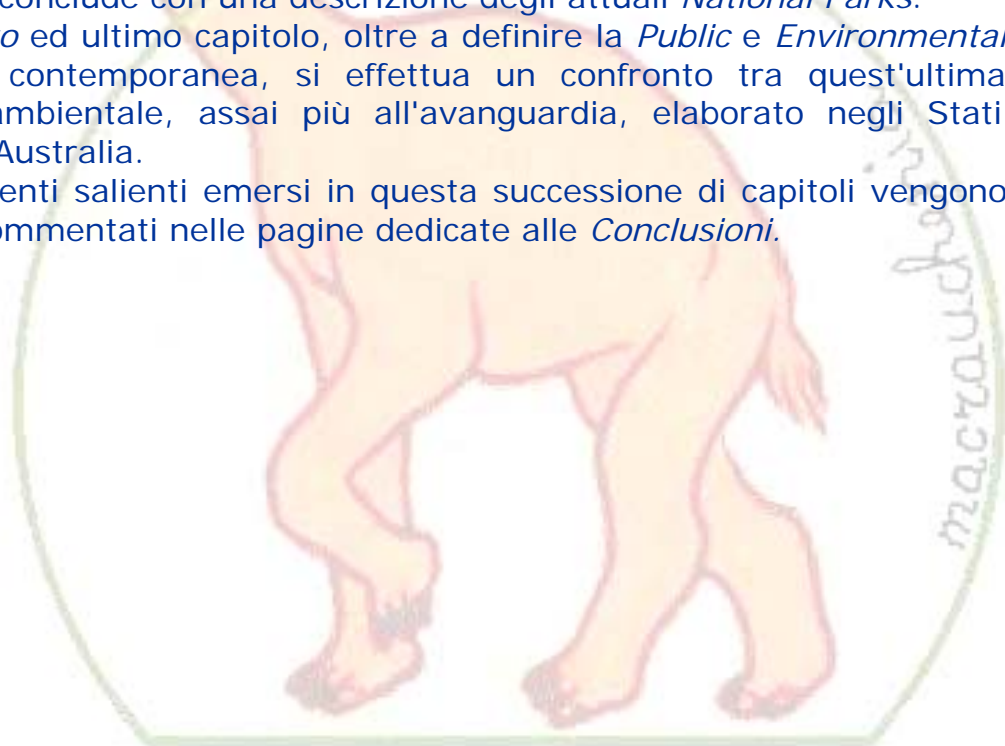 conclude con una descrizione degli attuali National Parks.
o ed ultimo capitolo, oltre a definire la Public e Environmental
contemporanea, si effettua un confronto tra quest'ultima
ambientale, assai più all'avanguardia, elaborato negli Stati
Australia.
enti salienti emersi in questa successione di capitoli vengono
ommentati nelle pagine dedicate alle Conclusioni.